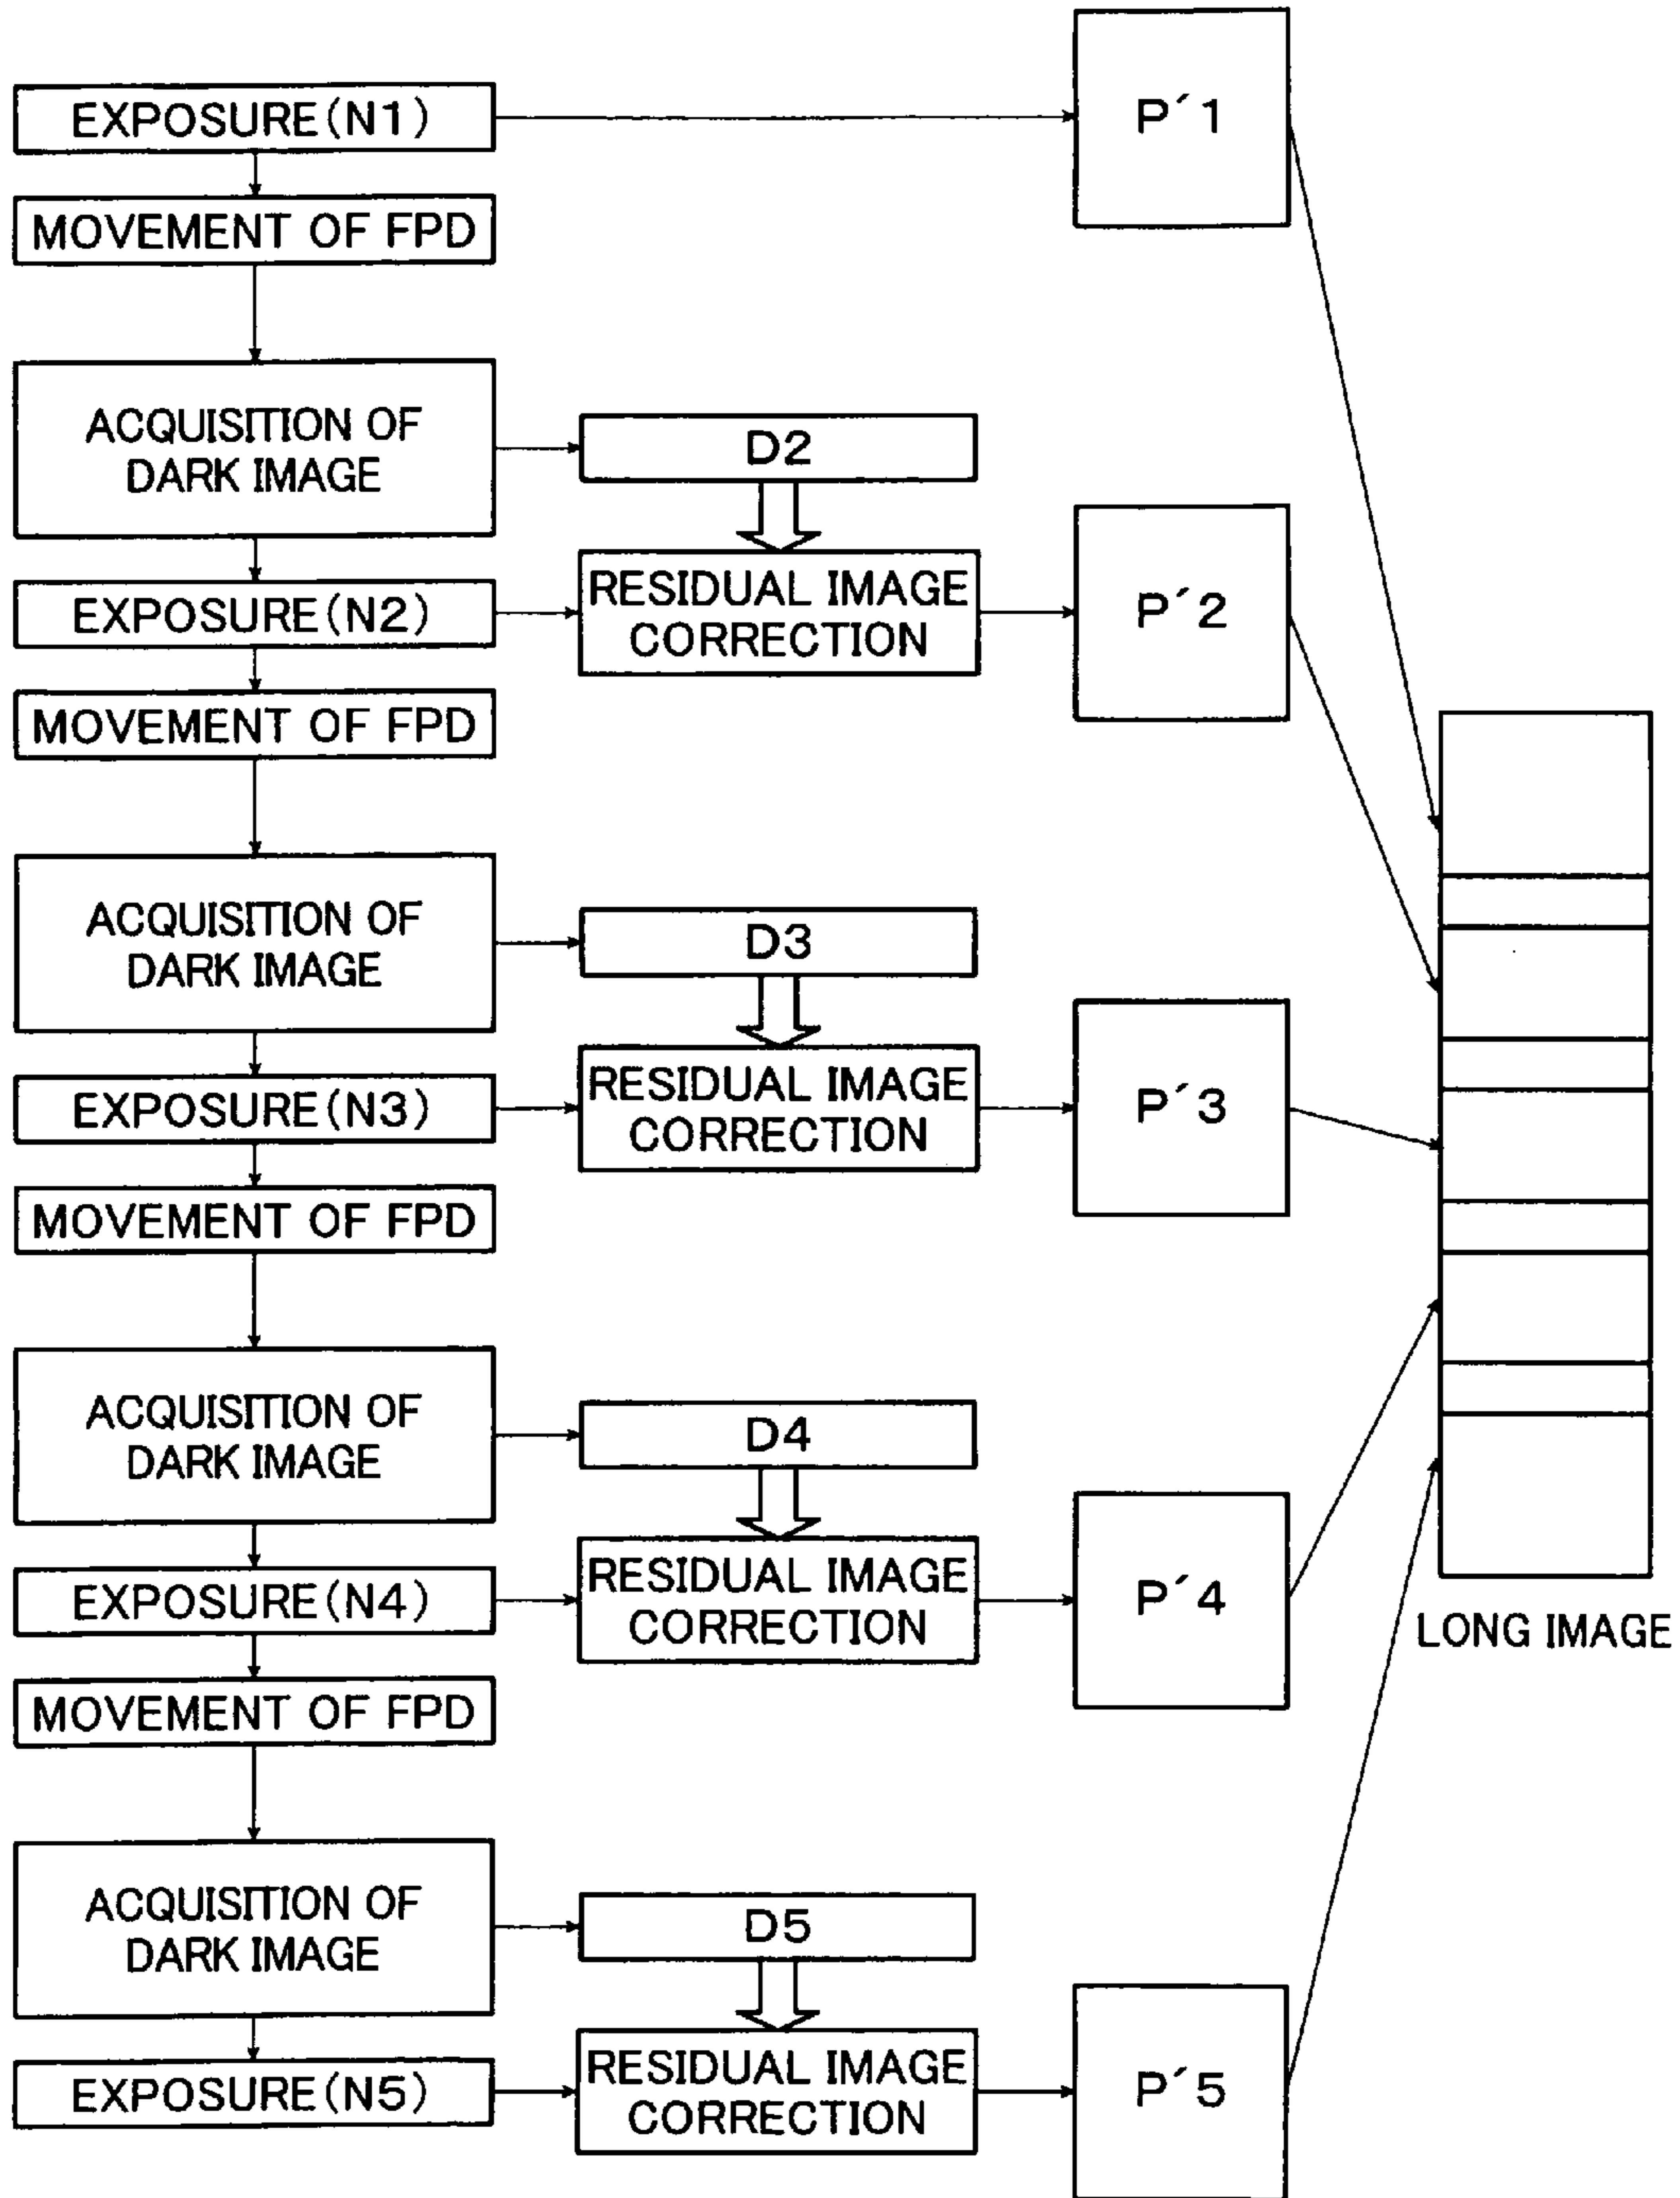 EXPOSURE(N1)
P´1
MOVEMENT OF FPD
ACQUISITION OF
DARK IMAGE
D2
EXPOSURE(N2)
RESIDUAL IMAGE
CORRECTION
P´2
MOVEMENT OF FPD
ACQUISITION OF
DARK IMAGE
D3
EXPOSURE(N3)
RESIDUAL IMAGE
CORRECTION
P´3
MOVEMENT OF FPD
ACQUISITION OF
DARK IMAGE
D4
EXPOSURE(N4)
RESIDUAL IMAGE
CORRECTION
P´4
LONG IMAGE
MOVEMENT OF FPD
ACQUISITION OF
DARK IMAGE
D5
EXPOSURE(N5)
RESIDUAL IMAGE
CORRECTION
P´5